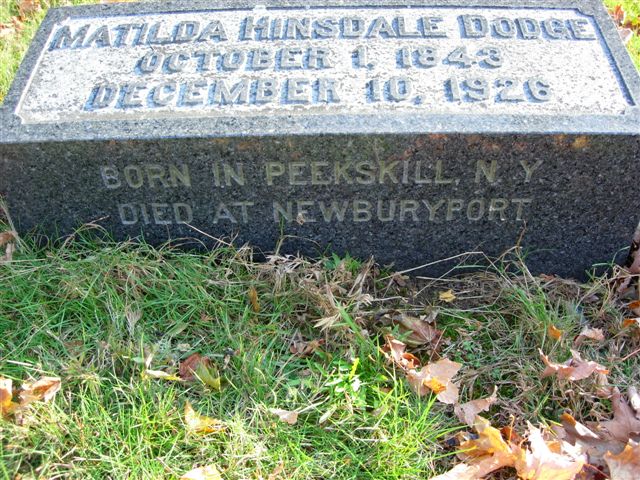 MATILDA HINSDALE DODGE
OCTOBER 1, 1843
DECEMBER 10, 1926
BORN IN PEEKSKILL, N.Y
DIED AT NEWBURYPORT